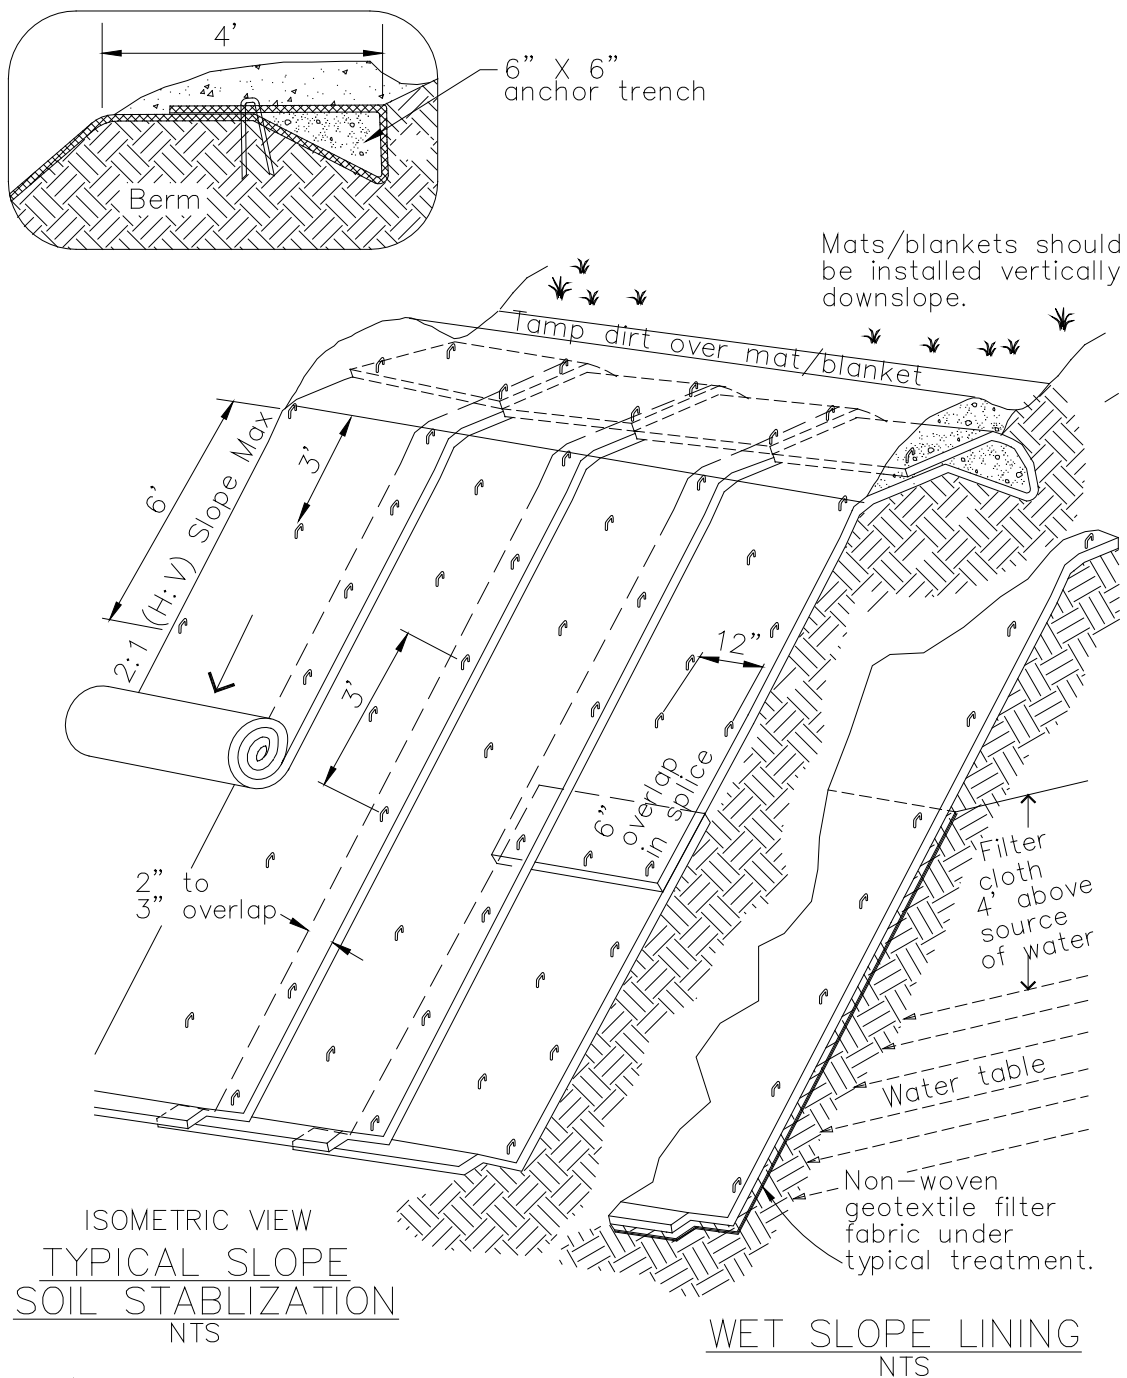 4'
6" X 6"
anchor trench
Berm
Mats/blankets should
be installed vertically
downslope.
Tamp dirt over mat/blanket
6'
2:1 (H:V) Slope Max
3'
12"
3'
6"
overlap
in splice
2" to
3" overlap
Filter
cloth
4' above
source
of water
Water table
Non-woven
geotextile filter
fabric under
typical treatment.
ISOMETRIC VIEW
TYPICAL SLOPE
SOIL STABLIZATION
NTS
WET SLOPE LINING
NTS